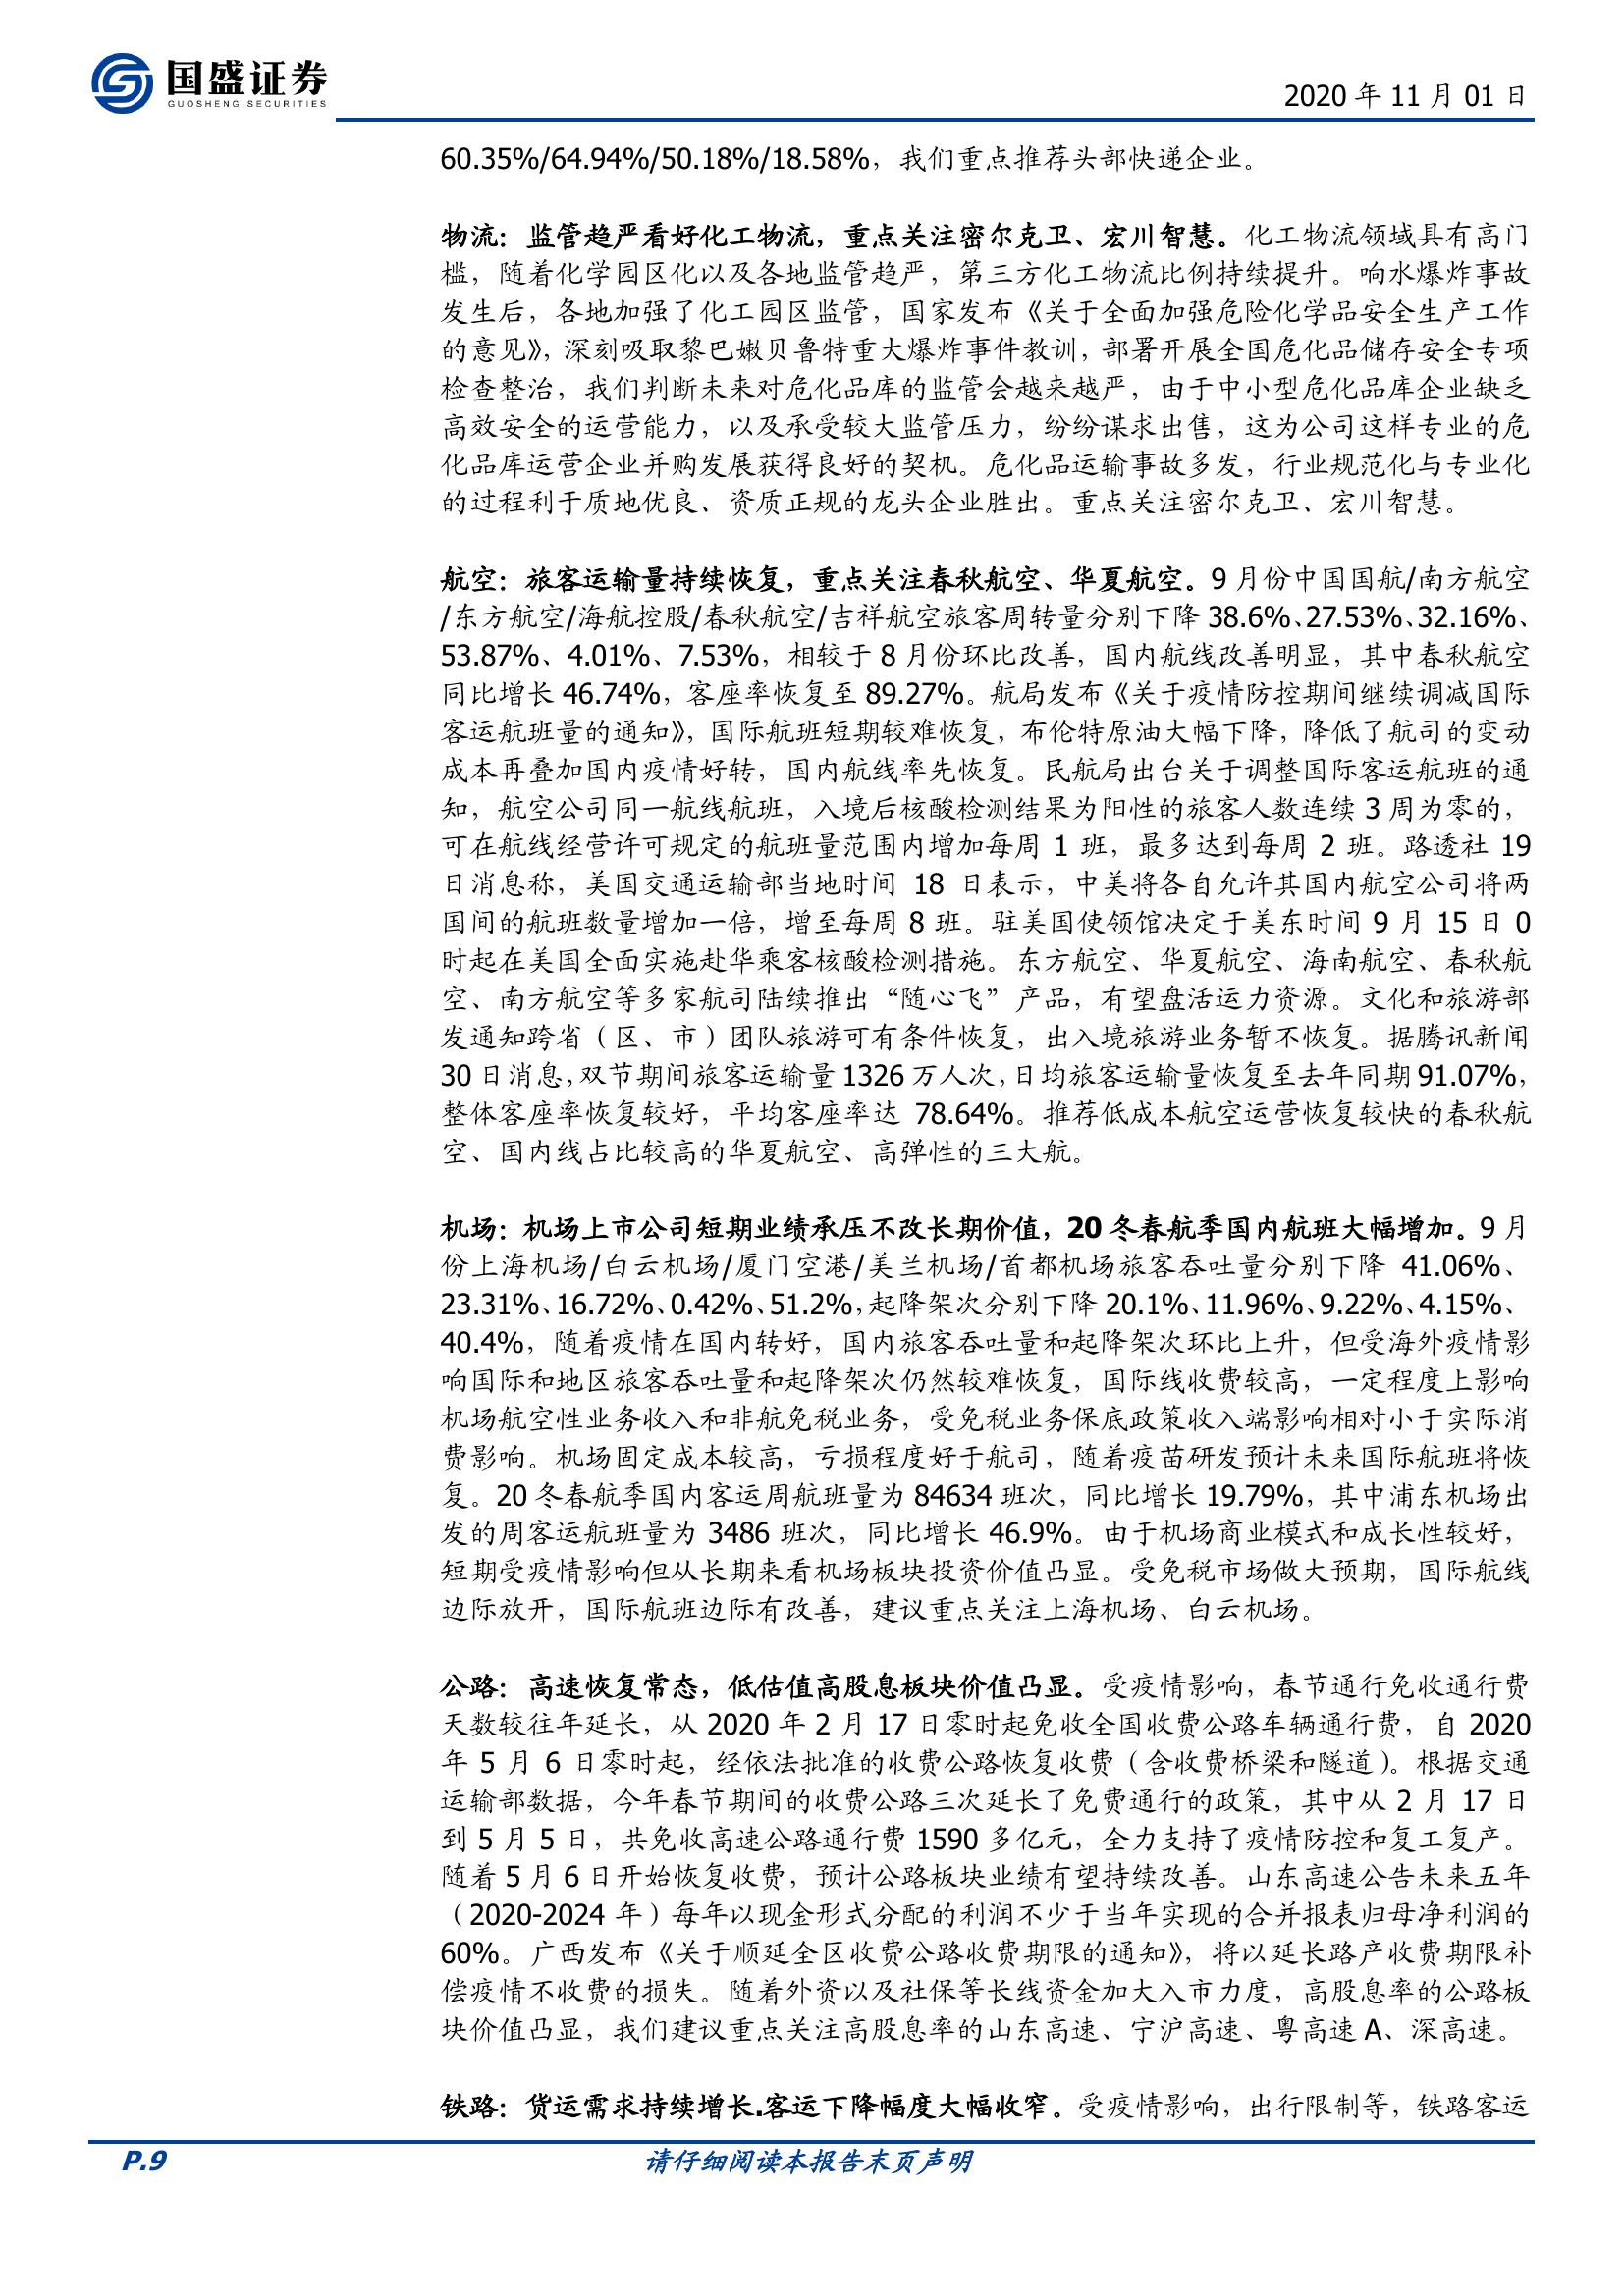 国盛证券
GUOSHENG SECURITIES
2020 年 11 月 01 日
60.35%/64.94%/50.18%/18.58%，我们重点推荐头部快递企业。
物流：监管趋严看好化工物流，重点关注密尔克卫、宏川智慧。化工物流领域具有高门
槛，随着化学园区化以及各地监管趋严，第三方化工物流比例持续提升。响水爆炸事故
发生后，各地加强了化工园区监管，国家发布《关于全面加强危险化学品安全生产工作
的意见》，深刻吸取黎巴嫩贝鲁特重大爆炸事件教训，部署开展全国危化品储存安全专项
检查整治，我们判断未来对危化品库的监管会越来越严，由于中小型危化品库企业缺乏
高效安全的运营能力，以及承受较大监管压力，纷纷谋求出售，这为公司这样专业的危
化品库运营企业并购发展获得良好的契机。危化品运输事故多发，行业规范化与专业化
的过程利于质地优良、资质正规的龙头企业胜出。重点关注密尔克卫、宏川智慧。
航空：旅客运输量持续恢复，重点关注春秋航空、华夏航空。9 月份中国国航/南方航空
/东方航空/海航控股/春秋航空/吉祥航空旅客周转量分别下降 38.6%、27.53%、32.16%、
53.87%、4.01%、7.53%，相较于 8 月份环比改善，国内航线改善明显，其中春秋航空
同比增长 46.74%，客座率恢复至 89.27%。航局发布《关于疫情防控期间继续调减国际
客运航班量的通知》，国际航班短期较难恢复，布伦特原油大幅下降，降低了航司的变动
成本再叠加国内疫情好转，国内航线率先恢复。民航局出台关于调整国际客运航班的通
知，航空公司同一航线航班，入境后核酸检测结果为阳性的旅客人数连续 3 周为零的，
可在航线经营许可规定的航班量范围内增加每周 1 班，最多达到每周 2 班。路透社 19
日消息称，美国交通运输部当地时间 18 日表示，中美将各自允许其国内航空公司将两
国间的航班数量增加一倍，增至每周 8 班。驻美国使领馆决定于美东时间 9 月 15 日 0
时起在美国全面实施赴华乘客核酸检测措施。东方航空、华夏航空、海南航空、春秋航
空、南方航空等多家航司陆续推出“随心飞”产品，有望盘活运力资源。文化和旅游部
发通知跨省（区、市）团队旅游可有条件恢复，出入境旅游业务暂不恢复。据腾讯新闻
30 日消息，双节期间旅客运输量 1326 万人次，日均旅客运输量恢复至去年同期 91.07%，
整体客座率恢复较好，平均客座率达 78.64%。推荐低成本航空运营恢复较快的春秋航
空、国内线占比较高的华夏航空、高弹性的三大航。
机场：机场上市公司短期业绩承压不改长期价值，20 冬春航季国内航班大幅增加。9 月
份上海机场/白云机场/厦门空港/美兰机场/首都机场旅客吞吐量分别下降 41.06%、
23.31%、16.72%、0.42%、51.2%，起降架次分别下降 20.1%、11.96%、9.22%、4.15%、
40.4%，随着疫情在国内转好，国内旅客吞吐量和起降架次环比上升，但受海外疫情影
响国际和地区旅客吞吐量和起降架次仍然较难恢复，国际线收费较高，一定程度上影响
机场航空性业务收入和非航免税业务，受免税业务保底政策收入端影响相对小于实际消
费影响。机场固定成本较高，亏损程度好于航司，随着疫苗研发预计未来国际航班将恢
复。20 冬春航季国内客运周航班量为 84634 班次，同比增长 19.79%，其中浦东机场出
发的周客运航班量为 3486 班次，同比增长 46.9%。由于机场商业模式和成长性较好，
短期受疫情影响但从长期来看机场板块投资价值凸显。受免税市场做大预期，国际航线
边际放开，国际航班边际有改善，建议重点关注上海机场、白云机场。
公路：高速恢复常态，低估值高股息板块价值凸显。受疫情影响，春节通行免收通行费
天数较往年延长，从 2020 年 2 月 17 日零时起免收全国收费公路车辆通行费，自 2020
年 5 月 6 日零时起，经依法批准的收费公路恢复收费（含收费桥梁和隧道）。根据交通
运输部数据，今年春节期间的收费公路三次延长了免费通行的政策，其中从 2 月 17 日
到 5 月 5 日，共免收高速公路通行费 1590 多亿元，全力支持了疫情防控和复工复产。
随着 5 月 6 日开始恢复收费，预计公路板块业绩有望持续改善。山东高速公告未来五年
（2020-2024 年）每年以现金形式分配的利润不少于当年实现的合并报表归母净利润的
60%。广西发布《关于顺延全区收费公路收费期限的通知》，将以延长路产收费期限补
偿疫情不收费的损失。随着外资以及社保等长线资金加大入市力度，高股息率的公路板
块价值凸显，我们建议重点关注高股息率的山东高速、宁沪高速、粤高速 A、深高速。
铁路：货运需求持续增长.客运下降幅度大幅收窄。受疫情影响，出行限制等，铁路客运
P.9
请仔细阅读本报告末页声明